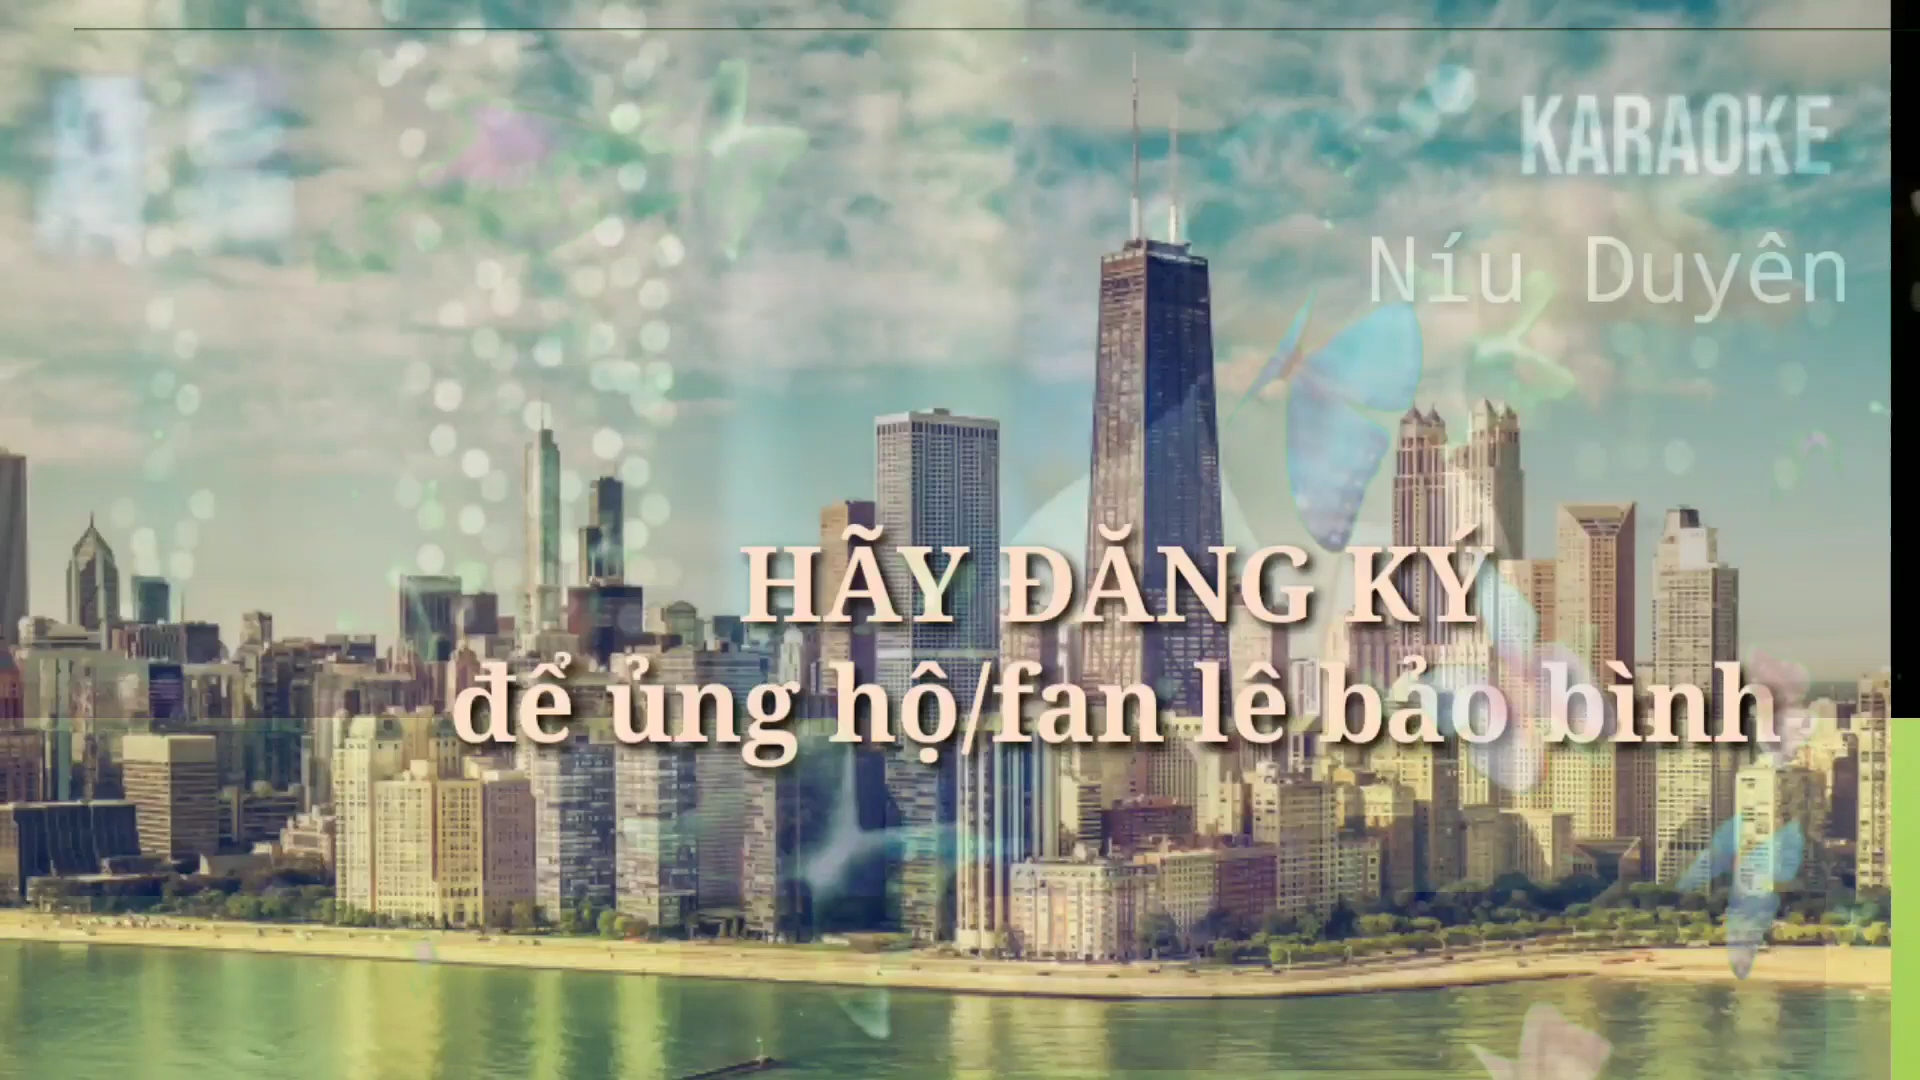 KARAOKE
Níu Duyên
HÃY ĐĂNG KÝ
để ủng hộ/fan lê bảo bình